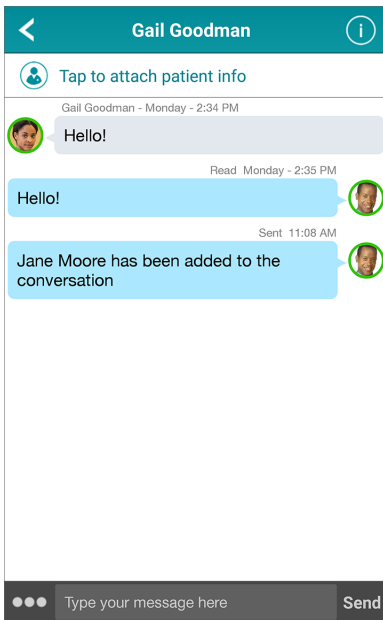 Gail Goodman
i
Tap to attach patient info
Gail Goodman - Monday - 2:34 PM
Hello!
Read Monday - 2:35 PM
Hello!
Sent 11:08 AM
Jane Moore has been added to the
conversation
Type your message here
Send